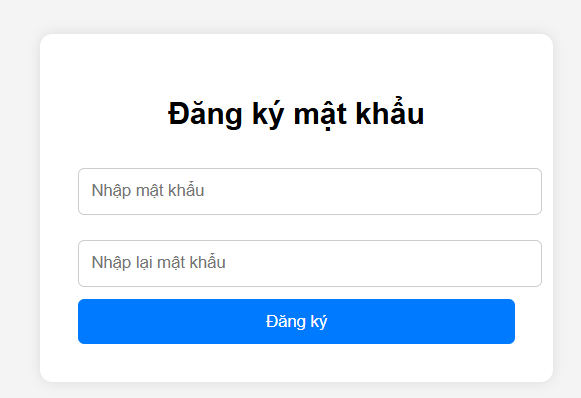 Đăng ký mật khẩu
Nhập mật khẩu
Nhập lại mật khẩu
Đăng ký